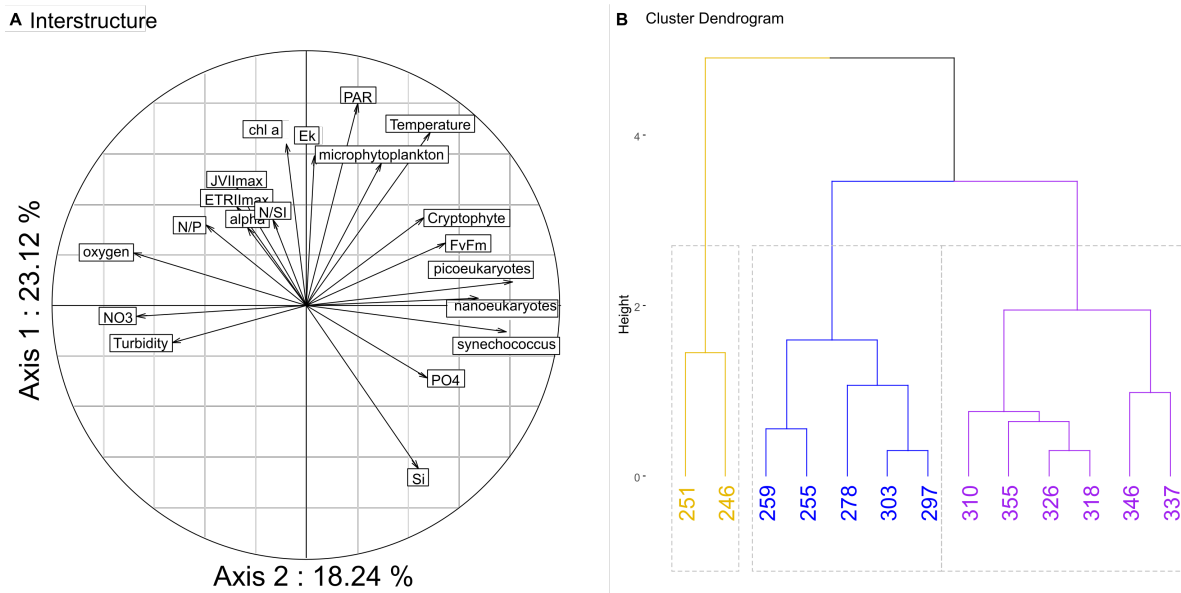 A Interstructure
PAR
chl a
Ek
Temperature
microphytoplankton
JVIImax
ETRIImax
N/SI
alpha
N/P
Cryptophyte
FvFm
oxygen
picoeukaryotes
nanoeukaryotes
NO3
Turbidity
synechococcus
PO4
Si
Axis 1 : 23.12 %
Axis 2 : 18.24 %
B Cluster Dendrogram
Height
4
2
0
251
246
259
255
278
303
297
310
355
326
318
346
337